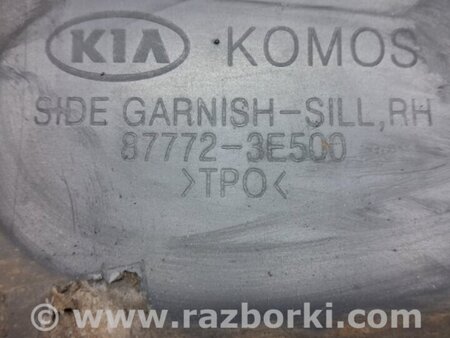 KIA KOMOS
SIDE GARNISH-SILL,RH
87772-3E500
>TPO<
www.razborki.com